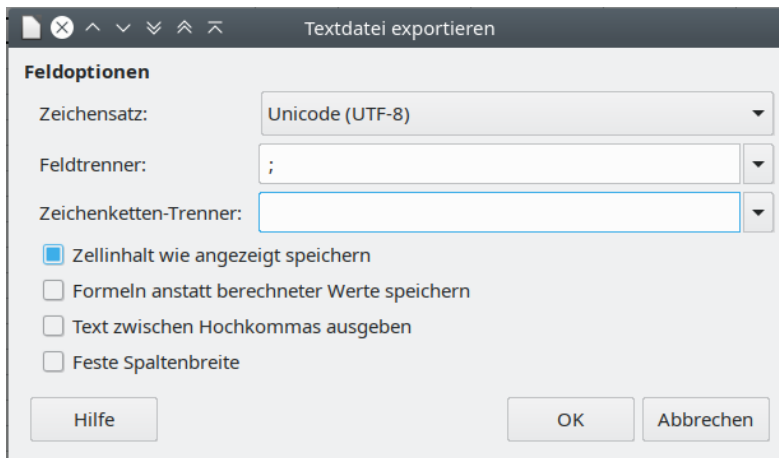 Textdatei exportieren
Feldoptionen
Zeichensatz: Unicode (UTF-8)
Feldtrenner: ;
Zeichenketten-Trenner:
Zellinhalt wie angezeigt speichern
Formeln anstatt berechneter Werte speichern
Text zwischen Hochkommas ausgeben
Feste Spaltenbreite
Hilfe OK Abbrechen